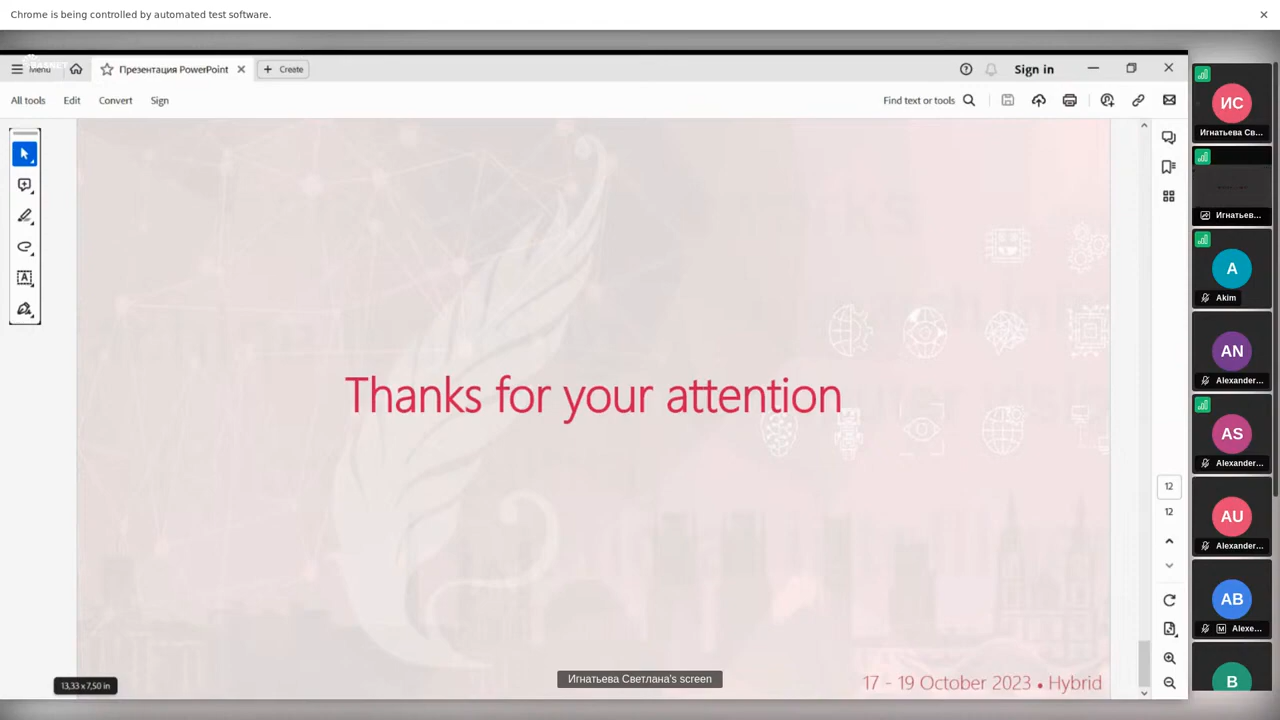 Chrome is being controlled by automated test software.
Menu
Презентация PowerPoint
Create
Sign in
All tools
Edit
Convert
Sign
Find text or tools
Thanks for your attention
17 - 19 October 2023 • Hybrid
13,33 x 7,50 in
Игнатьева Светлана's screen
12
12
ИС
Игнатьева Св...
Игнатьев...
A
Akim
AN
Alexander...
AS
Alexander...
AU
Alexander...
AB
M
Alexe...
B